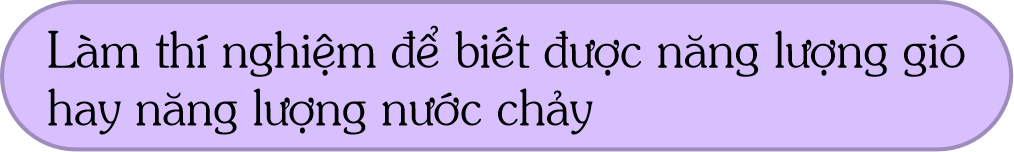 Làm thí nghiệm để biết được năng lượng gió
hay năng lượng nước chảy